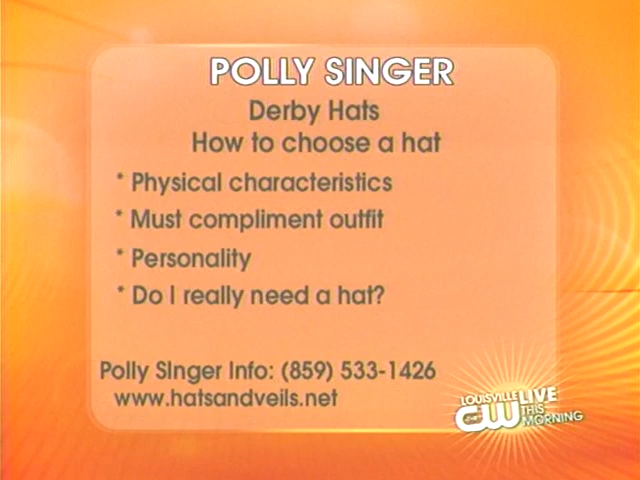 POLLY SINGER
Derby Hats
How to choose a hat
* Physical characteristics
* Must compliment outfit
* Personality
* Do I really need a hat?
Polly SInger Info: (859) 533-1426
www.hatsandveils.net
LOUISVILLE LIVE
CW THIS
MORNING